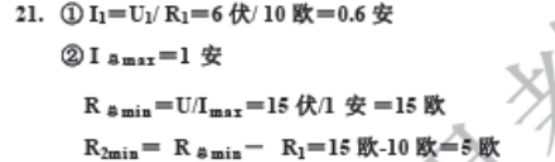 21. ① I₁=U₁/ R₁=6 伏/ 10 欧=0.6 安
② I 总max=1 安
R 总min=U/Imax=15 伏/1 安 =15 欧
R2min= R 总min— R₁=15 欧-10 欧=5 欧